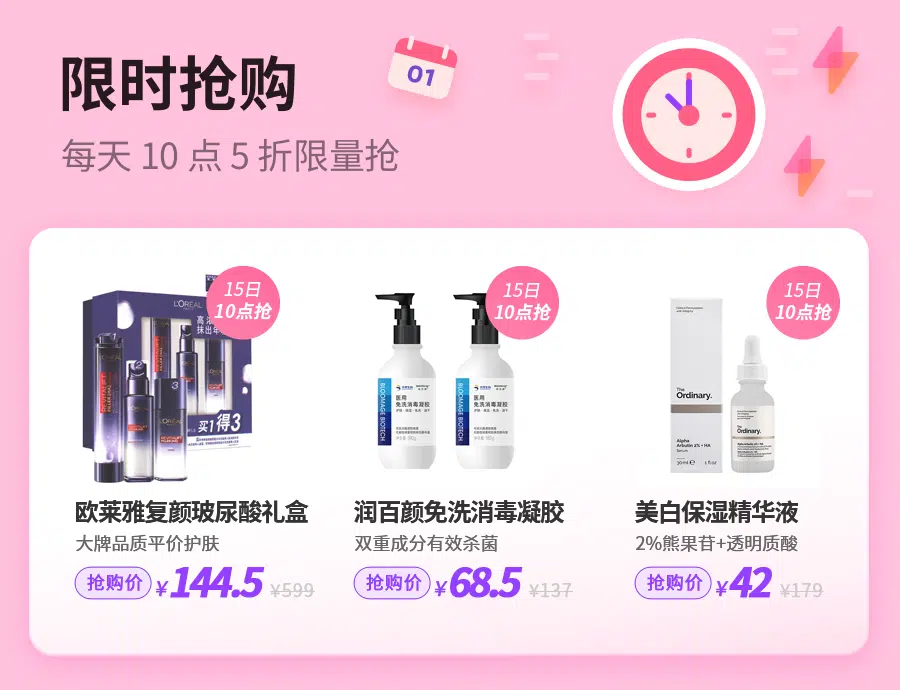 限时抢购
01
每天 10 点 5 折限量抢
15日
10点抢
15日
10点抢
15日
10点抢
L'ORÉAL
买1得3
BLOOMAGE BIOTECH
医用
免洗消毒凝胶
BLOOMAGE BIOTECH
医用
免洗消毒凝胶
The
Ordinary.
Alpha
Arbutin 2% + HA
Serum
30ml e 1 fl oz
The
Ordinary.
欧莱雅复颜玻尿酸礼盒
润百颜免洗消毒凝胶
美白保湿精华液
大牌品质平价护肤
双重成分有效杀菌
2%熊果苷+透明质酸
抢购价 ¥144.5 ¥599
抢购价 ¥68.5 ¥137
抢购价 ¥42 ¥179